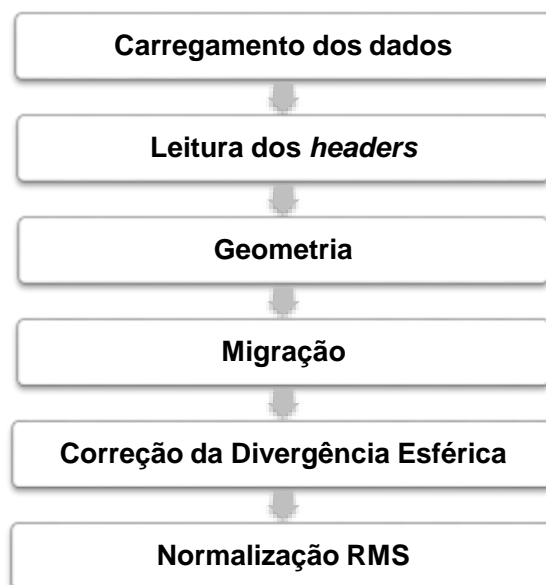 Carregamento dos dados
Leitura dos headers
Geometria
Migração
Correção da Divergência Esférica
Normalização RMS